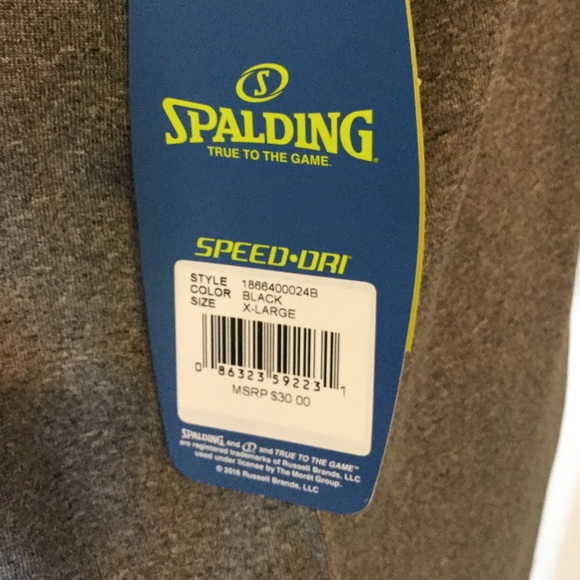 S
SPALDING®
TRUE TO THE GAME™
SPEED•DRI®
STYLE 1866400024B
COLOR BLACK
SIZE X-LARGE
0 86323 59223 1
MSRP $30.00
SPALDING® and S® and TRUE TO THE GAME™
are registered trademarks of Russell Brands, LLC
used under license by The Moret Group.
© 2016 Russell Brands, LLC